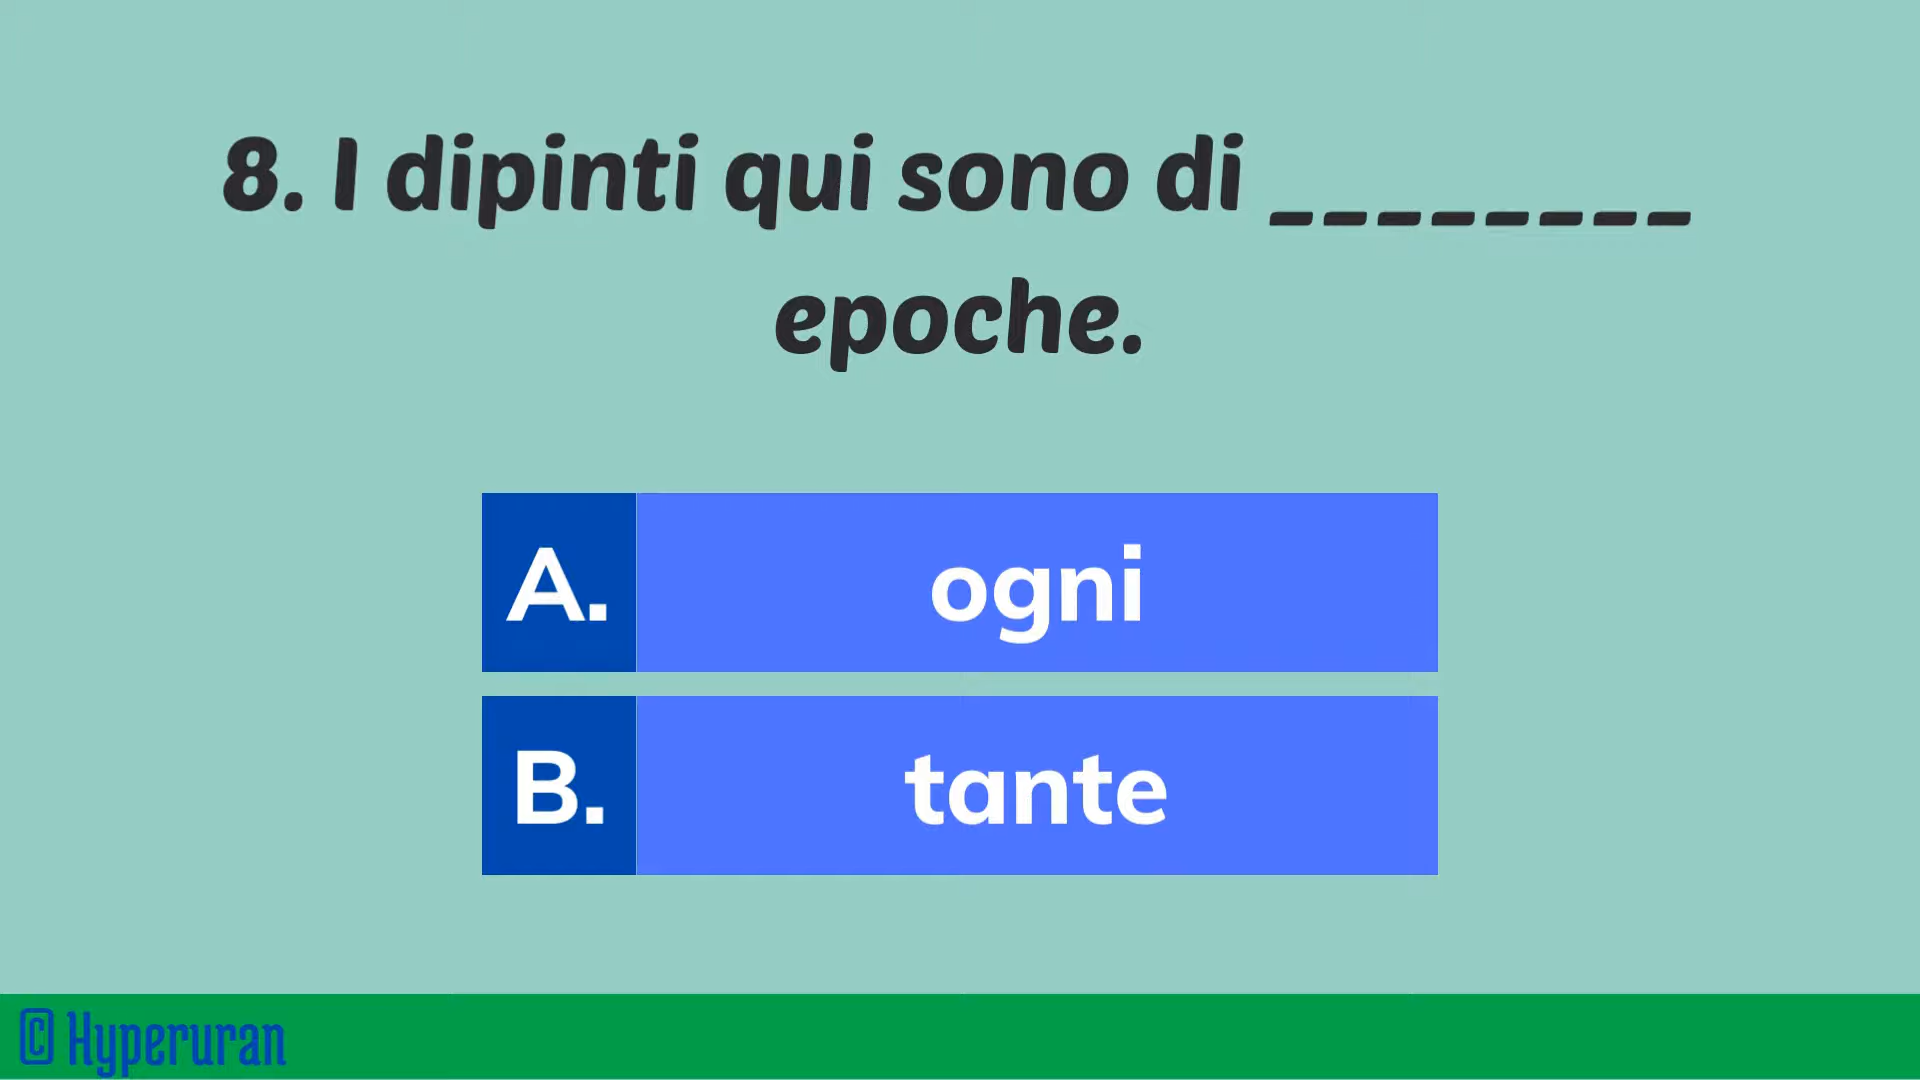 8. I dipinti qui sono di ________
epoche.
A. ogni
B. tante
© Hyperuran